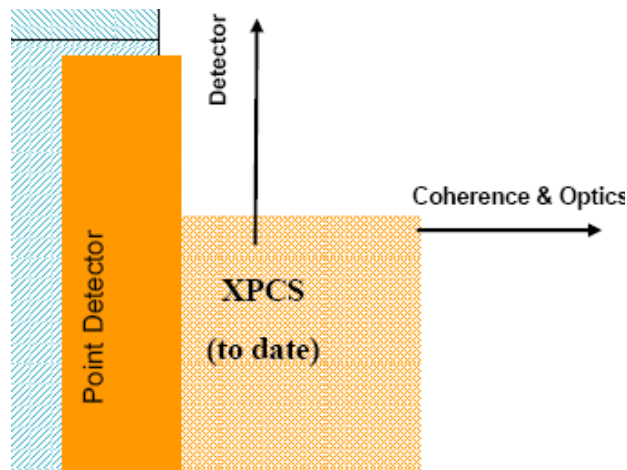 Detector
Coherence & Optics
Point Detector
XPCS
(to date)